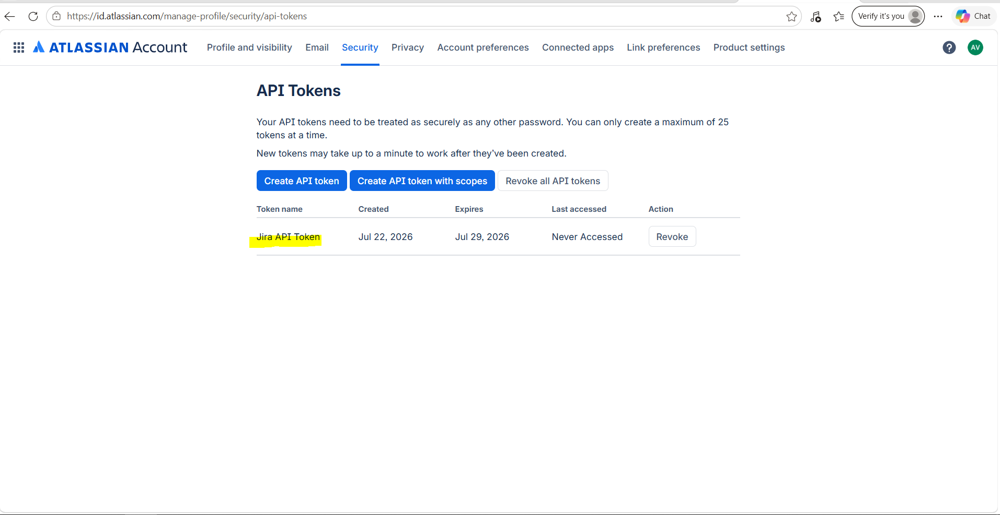 https://id.atlassian.com/manage-profile/security/api-tokens
Verify it's you
Chat
ATLASSIAN Account
Profile and visibility
Email
Security
Privacy
Account preferences
Connected apps
Link preferences
Product settings
?
AV
API Tokens
Your API tokens need to be treated as securely as any other password. You can only create a maximum of 25
tokens at a time.
New tokens may take up to a minute to work after they’ve been created.
Create API token
Create API token with scopes
Revoke all API tokens
Token name Created Expires Last accessed Action
Jira API Token Jul 22, 2026 Jul 29, 2026 Never Accessed Revoke